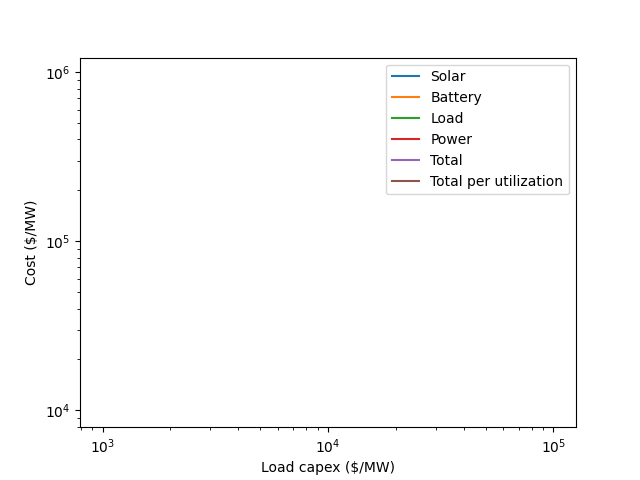 10^6
10^5
10^4
Cost ($/MW)
Solar
Battery
Load
Power
Total
Total per utilization
10^3
10^4
10^5
Load capex ($/MW)